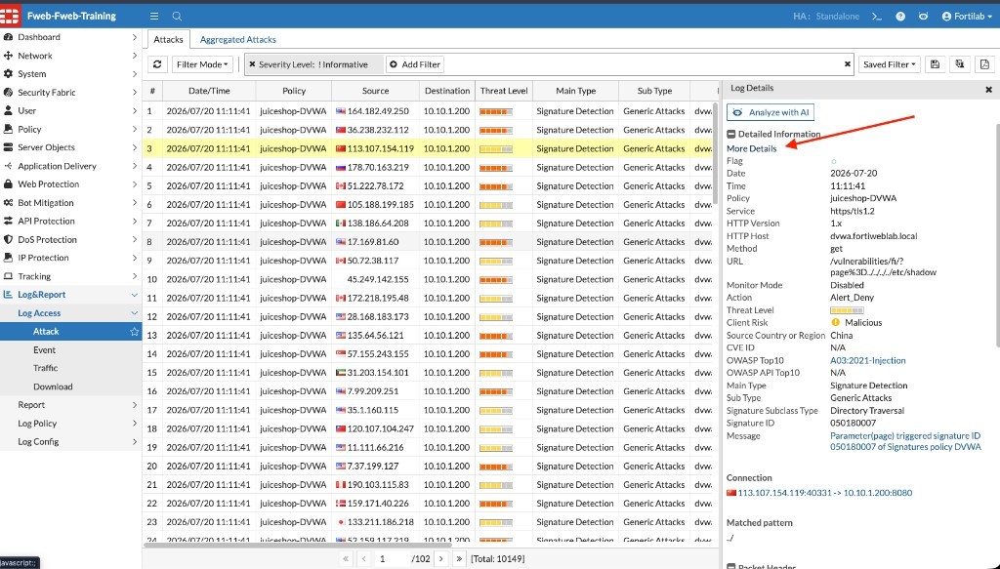 Fweb-Fweb-Training
HA: Standalone
Fortilab
Dashboard
Network
System
Security Fabric
User
Policy
Server Objects
Application Delivery
Web Protection
Bot Mitigation
API Protection
DoS Protection
IP Protection
Tracking
Log&Report
Log Access
Attack
Event
Traffic
Download
Report
Log Policy
Log Config
javascript:;
Attacks Aggregated Attacks
Filter Mode Severity Level: ! Informative Add Filter Saved Filter
# Date/Time Policy Source Destination Threat Level Main Type Sub Type
1 2026/07/20 11:11:41 juiceshop-DVWA 164.182.49.250 10.10.1.200 Signature Detection Generic Attacks dvwa
2 2026/07/20 11:11:41 juiceshop-DVWA 36.238.232.112 10.10.1.200 Signature Detection Generic Attacks dvwa
3 2026/07/20 11:11:41 juiceshop-DVWA 113.107.154.119 10.10.1.200 Signature Detection Generic Attacks dvwa
4 2026/07/20 11:11:41 juiceshop-DVWA 178.70.163.219 10.10.1.200 Signature Detection Generic Attacks dvwa
5 2026/07/20 11:11:41 juiceshop-DVWA 51.222.78.172 10.10.1.200 Signature Detection Generic Attacks dvwa
6 2026/07/20 11:11:41 juiceshop-DVWA 105.188.199.185 10.10.1.200 Signature Detection Generic Attacks dvwa
7 2026/07/20 11:11:41 juiceshop-DVWA 138.186.64.208 10.10.1.200 Signature Detection Generic Attacks dvwa
8 2026/07/20 11:11:41 juiceshop-DVWA 17.169.81.60 10.10.1.200 Signature Detection Generic Attacks dvwa
9 2026/07/20 11:11:41 juiceshop-DVWA 50.72.38.117 10.10.1.200 Signature Detection Generic Attacks dvwa
10 2026/07/20 11:11:41 juiceshop-DVWA 45.249.142.155 10.10.1.200 Signature Detection Generic Attacks dvwa
11 2026/07/20 11:11:41 juiceshop-DVWA 172.218.195.48 10.10.1.200 Signature Detection Generic Attacks dvwa
12 2026/07/20 11:11:41 juiceshop-DVWA 28.168.183.173 10.10.1.200 Signature Detection Generic Attacks dvwa
13 2026/07/20 11:11:41 juiceshop-DVWA 135.64.56.121 10.10.1.200 Signature Detection Generic Attacks dvwa
14 2026/07/20 11:11:41 juiceshop-DVWA 57.155.243.155 10.10.1.200 Signature Detection Generic Attacks dvwa
15 2026/07/20 11:11:41 juiceshop-DVWA 31.203.154.101 10.10.1.200 Signature Detection Generic Attacks dvwa
16 2026/07/20 11:11:41 juiceshop-DVWA 7.99.209.251 10.10.1.200 Signature Detection Generic Attacks dvwa
17 2026/07/20 11:11:41 juiceshop-DVWA 35.1.160.115 10.10.1.200 Signature Detection Generic Attacks dvwa
18 2026/07/20 11:11:41 juiceshop-DVWA 120.107.104.247 10.10.1.200 Signature Detection Generic Attacks dvwa
19 2026/07/20 11:11:41 juiceshop-DVWA 11.111.66.216 10.10.1.200 Signature Detection Generic Attacks dvwa
20 2026/07/20 11:11:41 juiceshop-DVWA 7.37.199.127 10.10.1.200 Signature Detection Generic Attacks dvwa
21 2026/07/20 11:11:41 juiceshop-DVWA 190.103.115.83 10.10.1.200 Signature Detection Generic Attacks dvwa
22 2026/07/20 11:11:41 juiceshop-DVWA 159.171.40.226 10.10.1.200 Signature Detection Generic Attacks dvwa
23 2026/07/20 11:11:41 juiceshop-DVWA 133.211.186.218 10.10.1.200 Signature Detection Generic Attacks dvwa
24 2026/07/20 11:11:41 juiceshop-DVWA 52.159.117.219 10.10.1.200 Signature Detection Generic Attacks dvwa
1 /102 [Total: 10149]
Log Details
Analyze with AI
Detailed Information
More Details
Flag
Date 2026-07-20
Time 11:11:41
Policy juiceshop-DVWA
Service https/tls1.2
HTTP Version 1.x
HTTP Host dvwa.fortiweblab.local
Method get
URL /vulnerabilities/fi/?
page%3D../../../../etc/shadow
Monitor Mode Disabled
Action Alert_Deny
Threat Level
Client Risk Malicious
Source Country or Region China
CVE ID N/A
OWASP Top10 A03:2021-Injection
OWASP API Top10 N/A
Main Type Signature Detection
Sub Type Generic Attacks
Signature Subclass Type Directory Traversal
Signature ID 050180007
Message Parameter(page) triggered signature ID
050180007 of Signatures policy DVWA
Connection
113.107.154.119:40331 -> 10.10.1.200:8080
Matched pattern
../
Packet Header